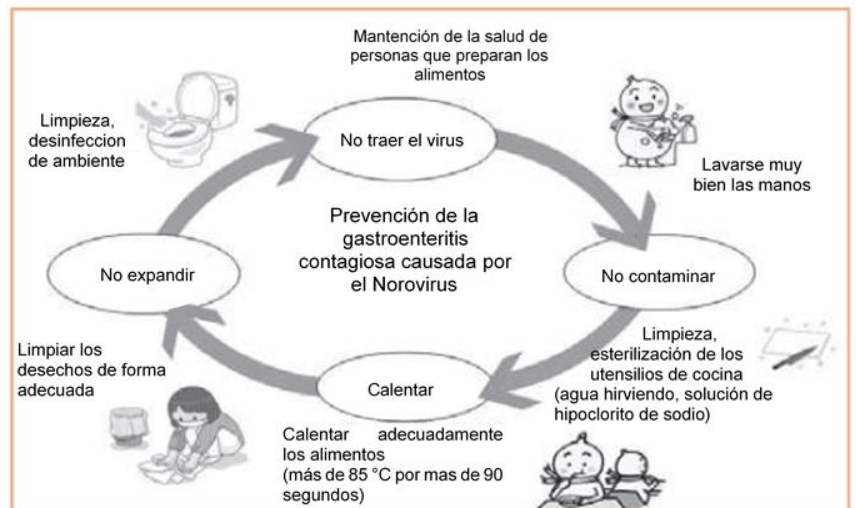 Mantención de la salud de
personas que preparan los
alimentos
Limpieza,
desinfeccion
de ambiente
No traer el virus
Lavarse muy
bien las manos
Prevención de la
gastroenteritis
contagiosa causada por
el Norovirus
No expandir
No contaminar
Limpiar los
desechos de forma
adecuada
Calentar
Limpieza,
esterilización de los
utensilios de cocina
(agua hirviendo, solución de
hipoclorito de sodio)
Calentar adecuadamente
los alimentos
(más de 85 °C por mas de 90
segundos)